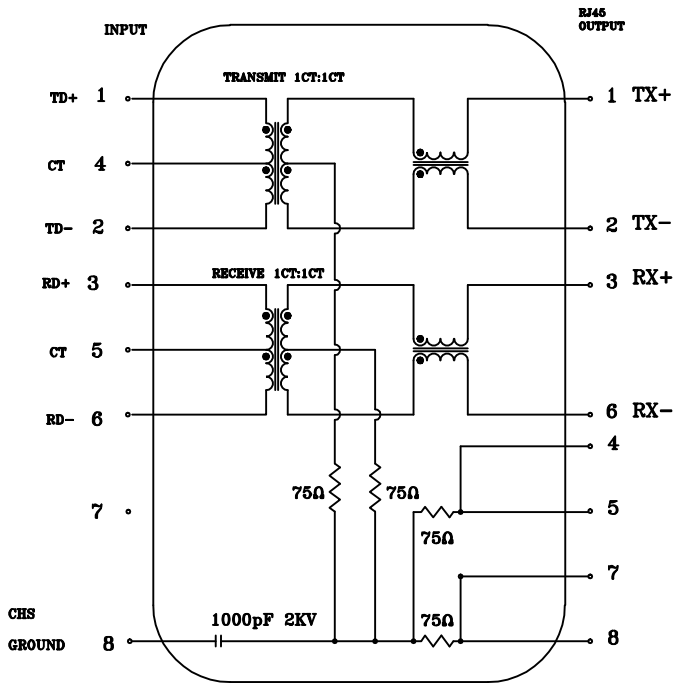 INPUT
RJ45
OUTPUT
TRANSMIT 1CT:1CT
TD+ 1
1 TX+
CT 4
TD- 2
2 TX-
RECEIVE 1CT:1CT
RD+ 3
3 RX+
CT 5
RD- 6
6 RX-
4
75Ω
75Ω
7
5
75Ω
7
CHS
GROUND 8
1000pF 2KV
75Ω
8